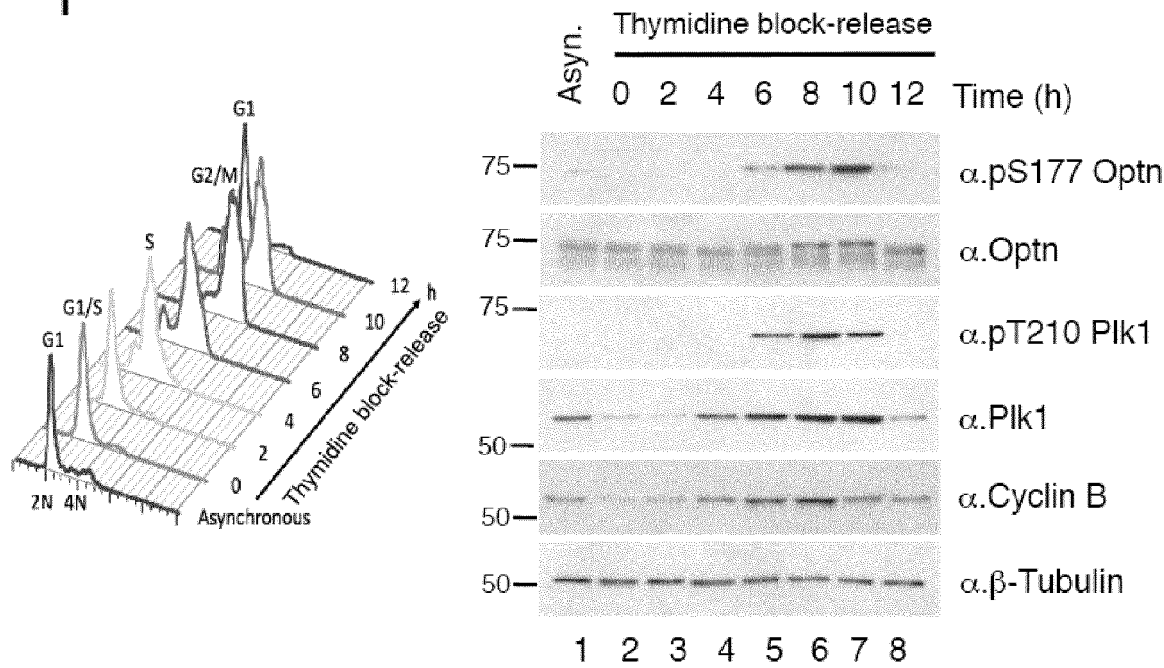 G1
G2/M
S
G1/S
G1
12 h
10
8
6
4
2
0
2N 4N
Asynchronous
Thymidine block-release
Thymidine block-release
Asyn.
0 2 4 6 8 10 12 Time (h)
75 α.pS177 Optn
75 α.Optn
75 α.pT210 Plk1
α.Plk1
50
α.Cyclin B
50
50 α.β-Tubulin
1 2 3 4 5 6 7 8